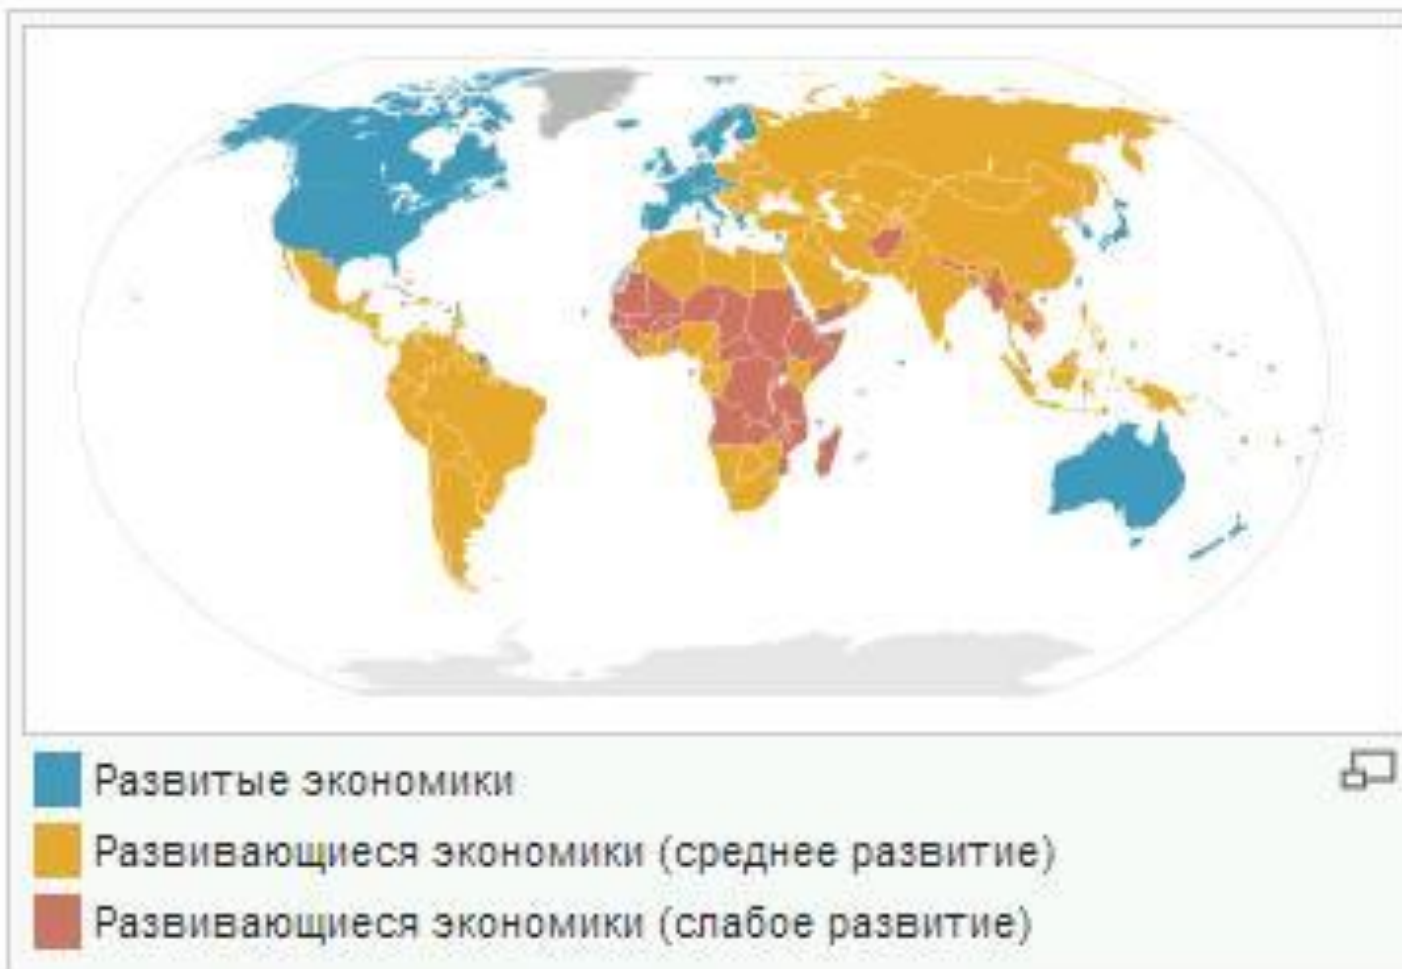 Развитые экономики
Развивающиеся экономики (среднее развитие)
Развивающиеся экономики (слабое развитие)